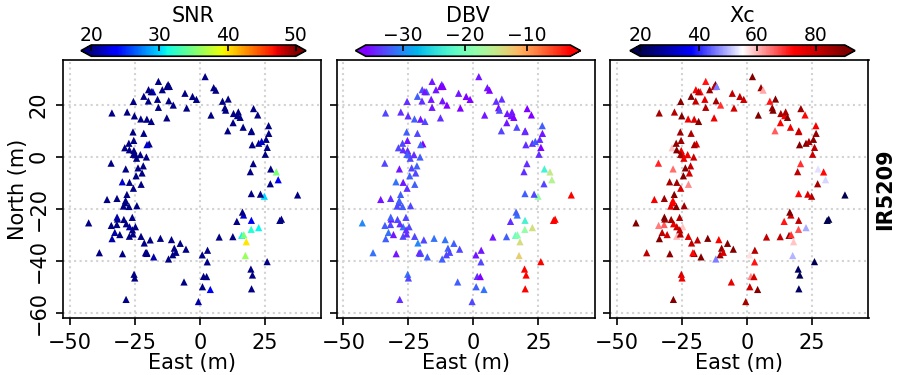 SNR DBV Xc
20 30 40 50 −30 −20 −10 20 40 60 80
20
0
−20
−40
−60
North (m)
IR5209
−50 −25 0 25 −50 −25 0 25 −50 −25 0 25
East (m) East (m) East (m)